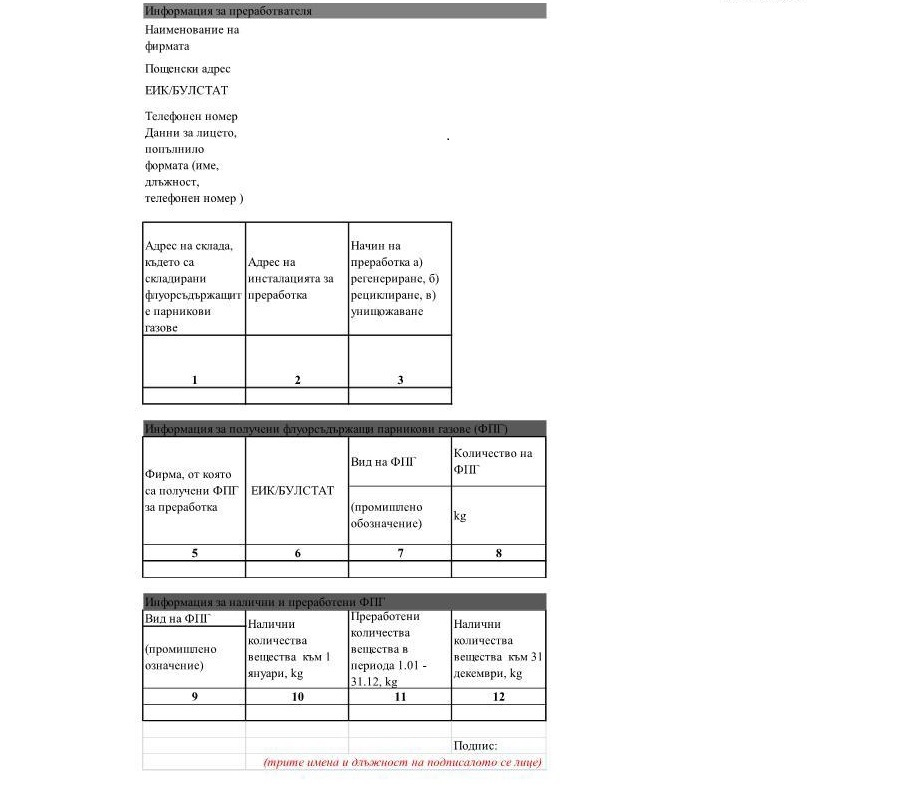 Информация за преработвателя
Наименование на
фирмата
Пощенски адрес
ЕИК/БУЛСТАТ
Телефонен номер
Данни за лицето,
попълнило
формата (име,
длъжност,
телефонен номер )
Адрес на склада,
където са
складирани
флуорсъдържащит
е парникови
газове
Адрес на
инсталацията за
преработка
Начин на
преработка а)
регенериране, б)
рециклиране, в)
унищожаване
1
2
3
Информация за получени флуорсъдържащи парникови газове (ФПГ)
Фирма, от която
са получени ФПГ
за преработка
ЕИК/БУЛСТАТ
Вид на ФПГ
(промишлено
обозначение)
Количество на
ФПГ
kg
5
6
7
8
Информация за налични и преработени ФПГ
Вид на ФПГ
(промишлено
означение)
Налични
количества
вещества към 1
януари, kg
Преработени
количества
вещества в
периода 1.01 -
31.12, kg
Налични
количества
вещества към 31
декември, kg
9
10
11
12
Подпис:
(трите имена и длъжност на подписалото се лице)